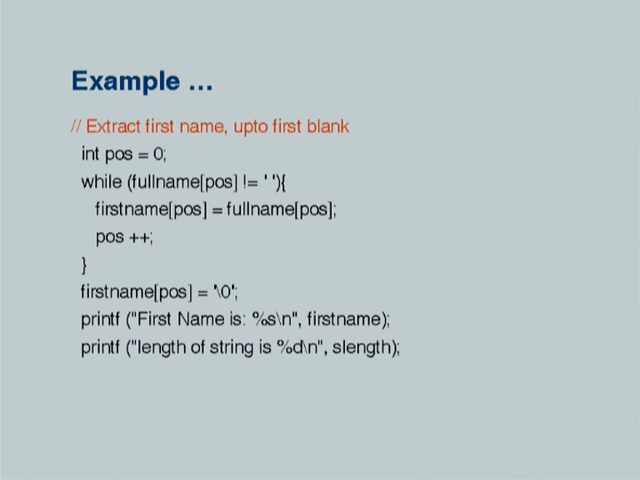 Example ...
// Extract first name, upto first blank
int pos = 0;
while (fullname[pos] != ' '){
firstname[pos] = fullname[pos];
pos ++;
}
firstname[pos] = '\0';
printf ("First Name is: %s\n", firstname);
printf ("length of string is %d\n", slength);